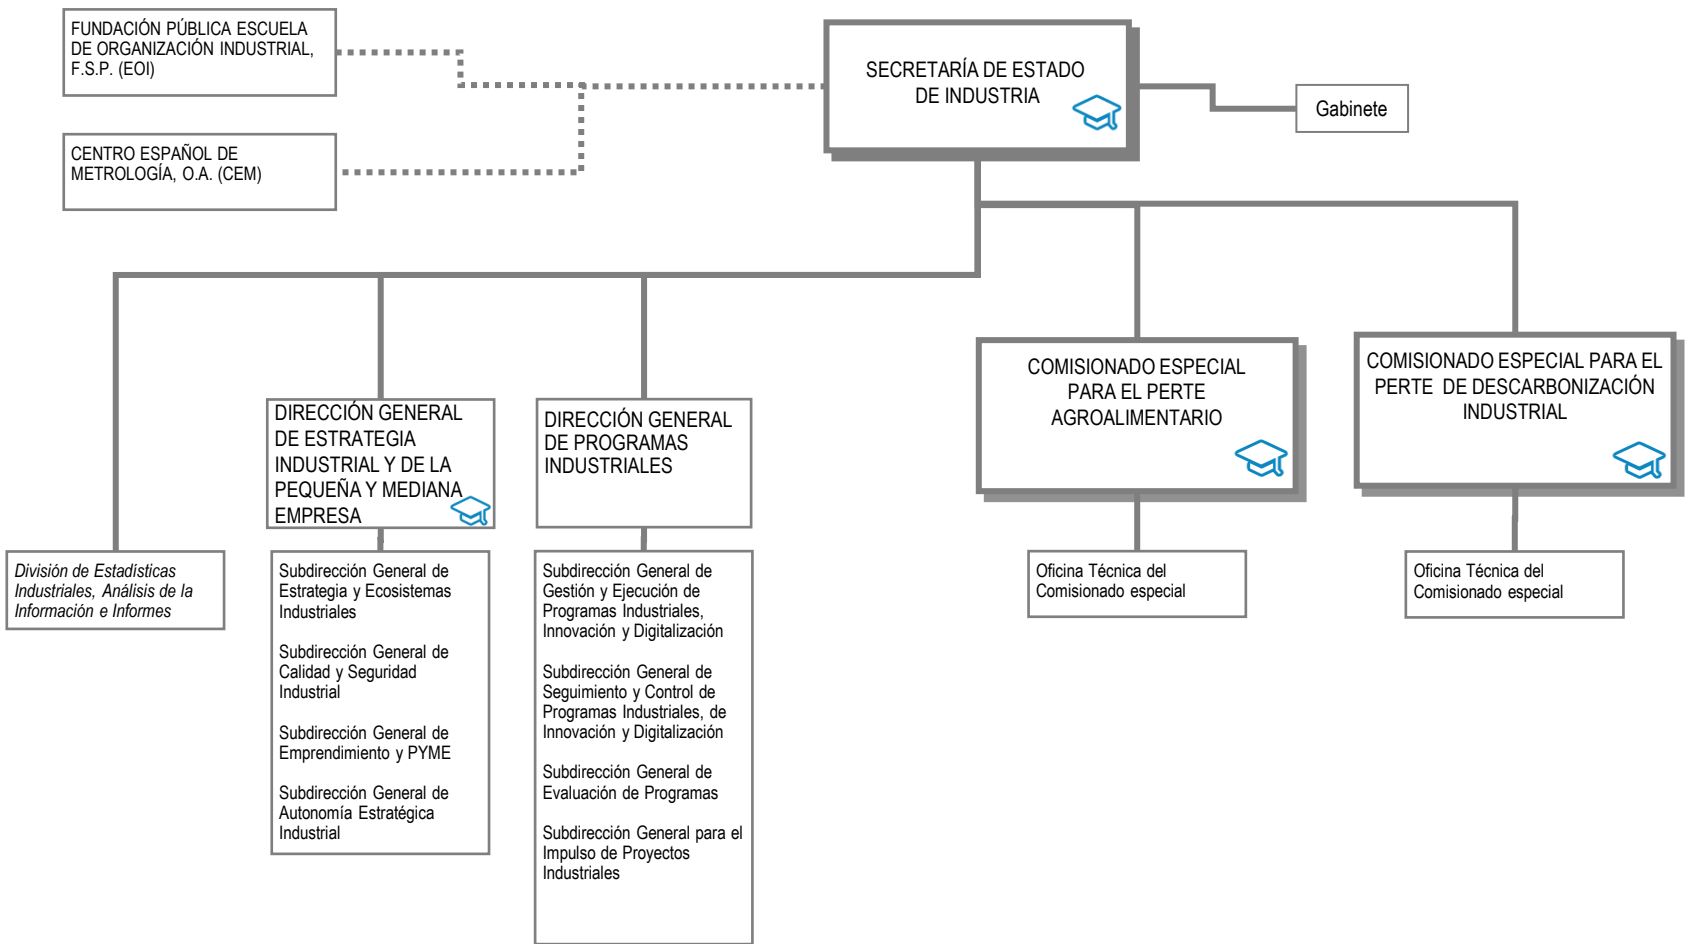 FUNDACIÓN PÚBLICA ESCUELA
DE ORGANIZACIÓN INDUSTRIAL,
F.S.P. (EOI)
SECRETARÍA DE ESTADO
DE INDUSTRIA
Gabinete
CENTRO ESPAÑOL DE
METROLOGÍA, O.A. (CEM)
DIRECCIÓN GENERAL
DE ESTRATEGIA
INDUSTRIAL Y DE LA
PEQUEÑA Y MEDIANA
EMPRESA
DIRECCIÓN GENERAL
DE PROGRAMAS
INDUSTRIALES
COMISIONADO ESPECIAL
PARA EL PERTE
AGROALIMENTARIO
COMISIONADO ESPECIAL PARA EL
PERTE DE DESCARBONIZACIÓN
INDUSTRIAL
División de Estadísticas
Industriales, Análisis de la
Información e Informes
Subdirección General de
Estrategia y Ecosistemas
Industriales
Subdirección General de
Calidad y Seguridad
Industrial
Subdirección General de
Emprendimiento y PYME
Subdirección General de
Autonomía Estratégica
Industrial
Subdirección General de
Gestión y Ejecución de
Programas Industriales,
Innovación y Digitalización
Subdirección General de
Seguimiento y Control de
Programas Industriales, de
Innovación y Digitalización
Subdirección General de
Evaluación de Programas
Subdirección General para el
Impulso de Proyectos
Industriales
Oficina Técnica del
Comisionado especial
Oficina Técnica del
Comisionado especial